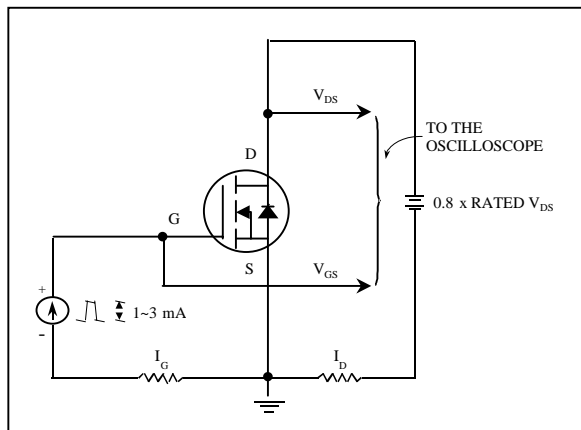 V_DS
TO THE
OSCILLOSCOPE
D
0.8 x RATED V_DS
G
S
V_GS
+
1~3 mA
-
I_G
I_D